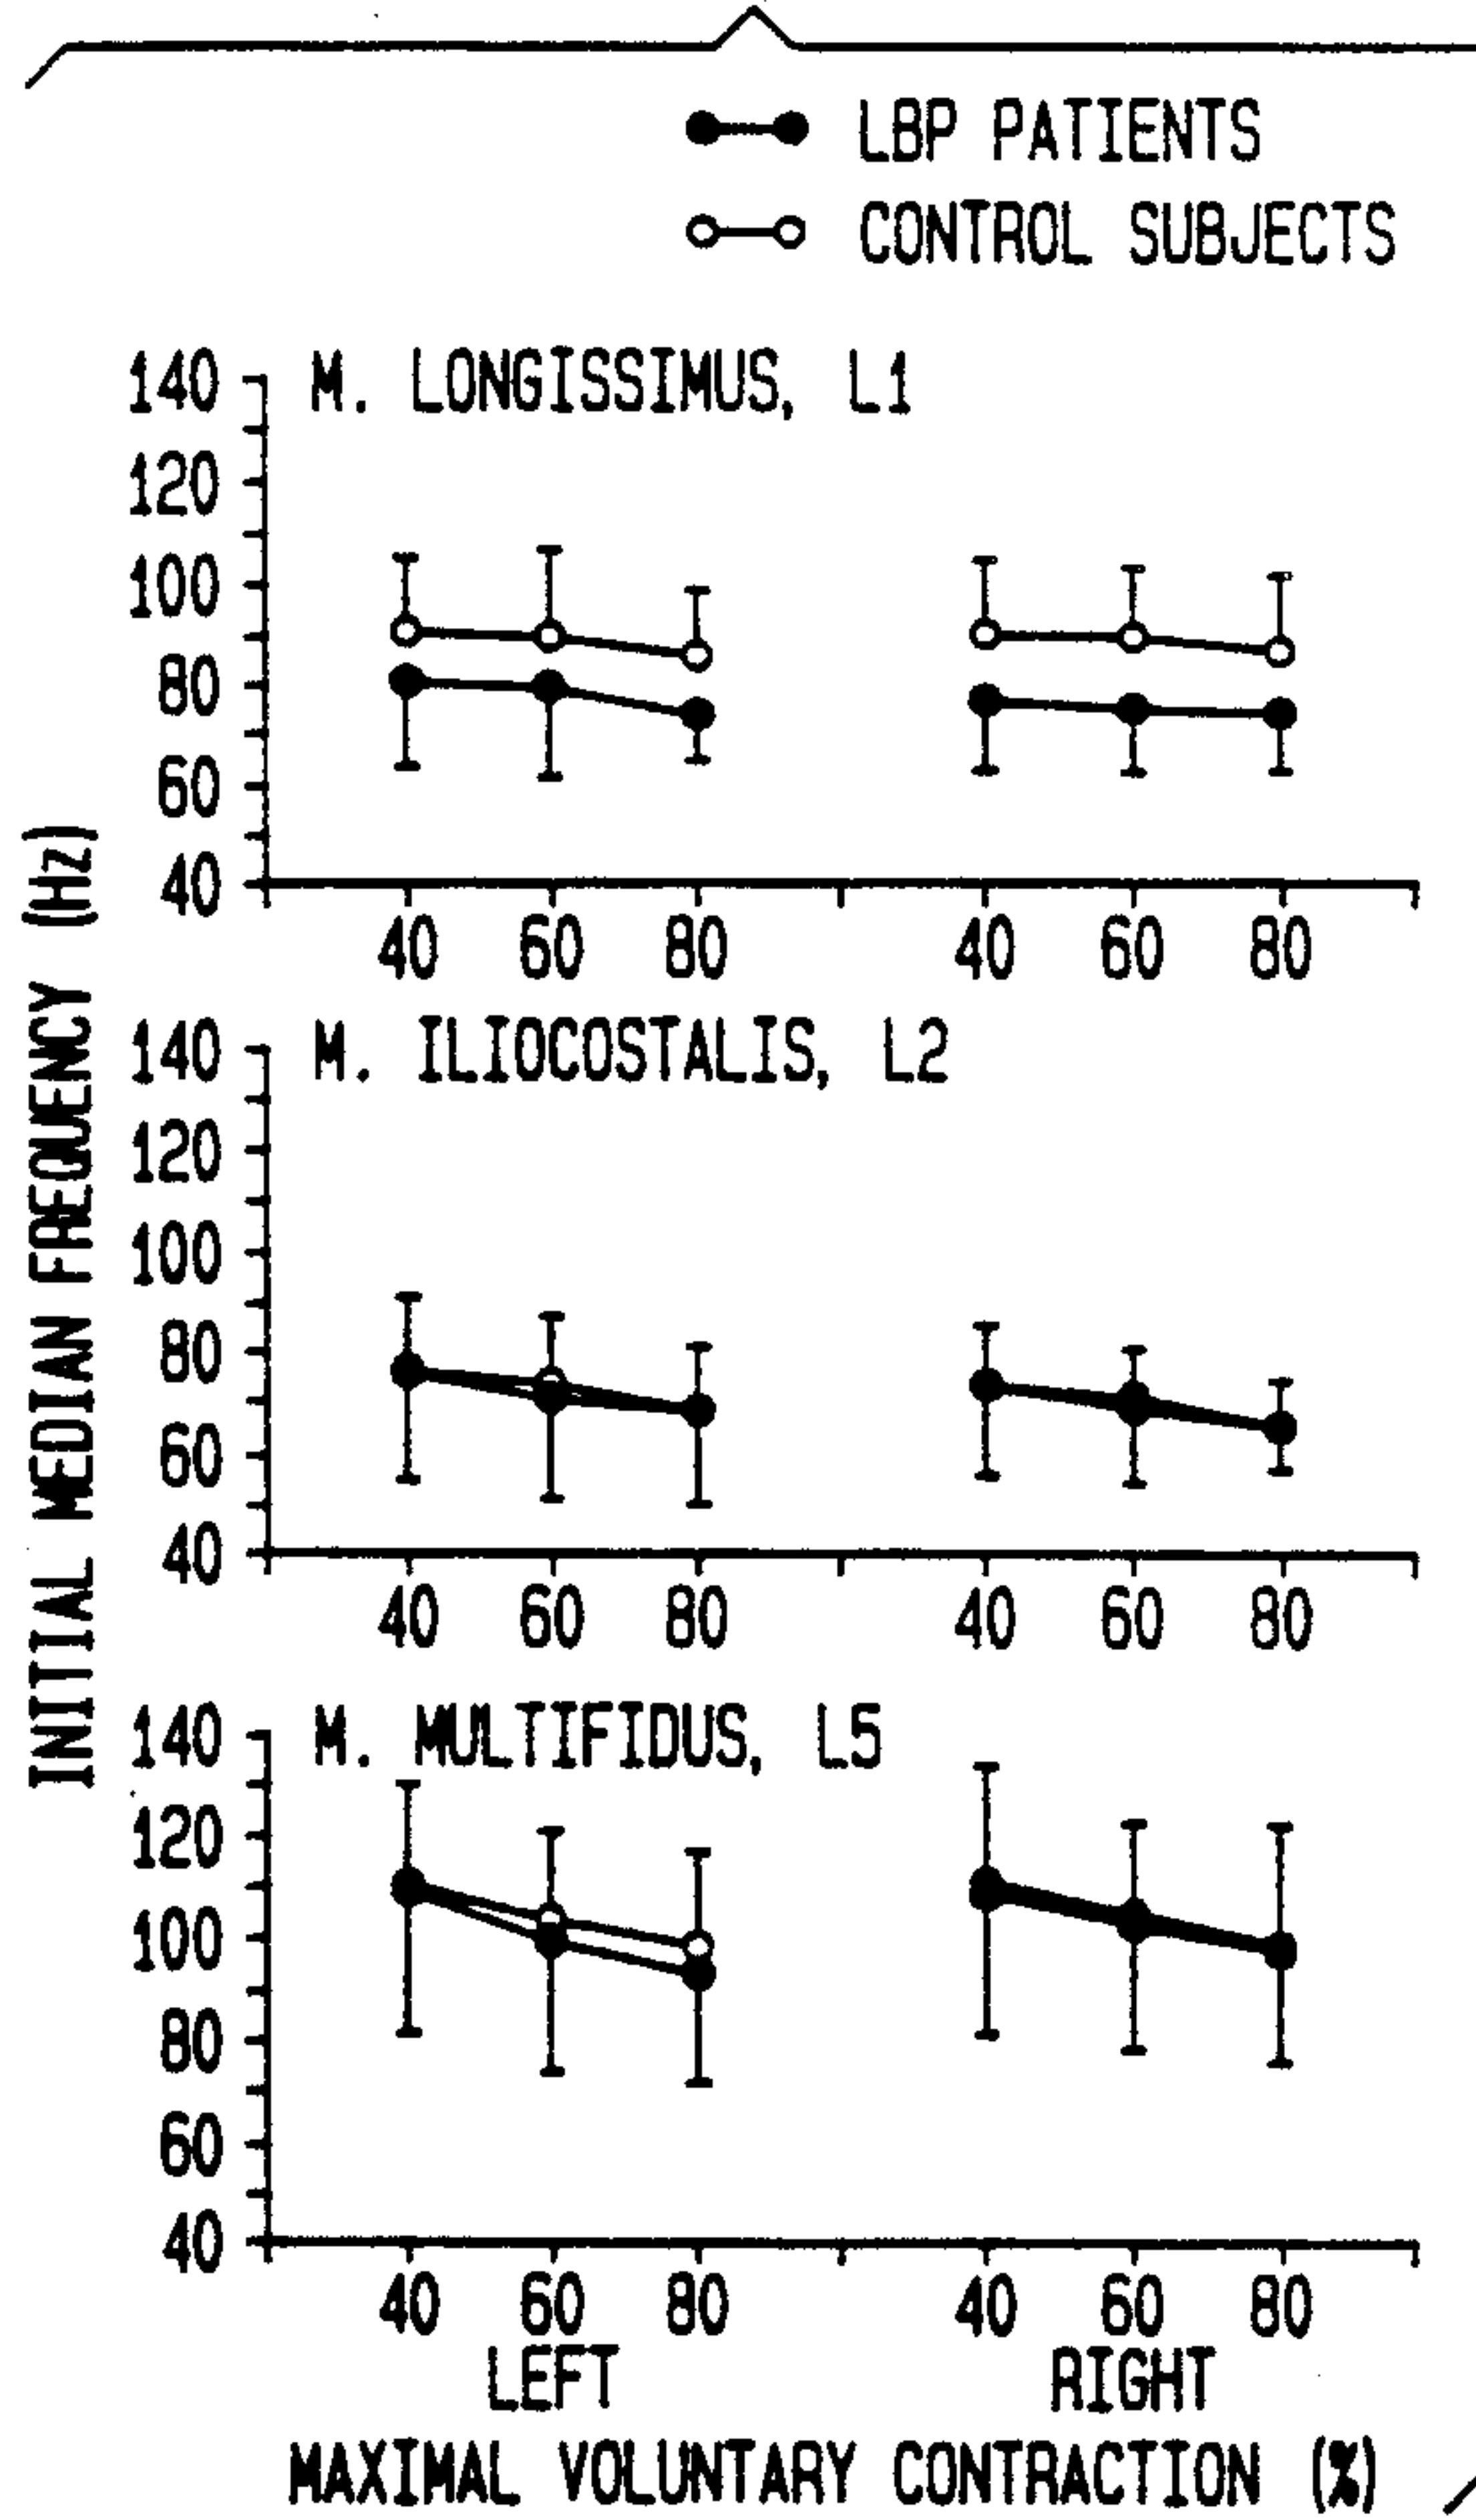 LBP PATIENTS
CONTROL SUBJECTS
INITIAL MEDIAN FREQUENCY (Hz)
M. LONGISSIMUS, L1
140
120
100
80
60
40
40 60 80 40 60 80
M. ILIOCOSTALIS, L2
140
120
100
80
60
40
40 60 80 40 60 80
M. MULTIFIDUS, L5
140
120
100
80
60
40
40 60 80 40 60 80
LEFT RIGHT
MAXIMAL VOLUNTARY CONTRACTION (%)